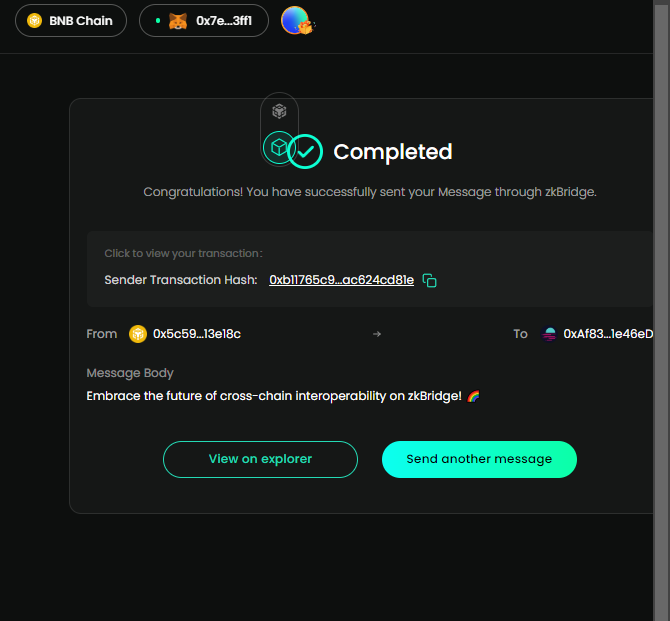 BNB Chain 0x7e...3ff1
Completed
Congratulations! You have successfully sent your Message through zkBridge.
Click to view your transaction:
Sender Transaction Hash: 0xb11765c9...ac624cd81e
From 0x5c59...13e18c → To 0xAf83...1e46eD
Message Body
Embrace the future of cross-chain interoperability on zkBridge! 🌈
View on explorer Send another message